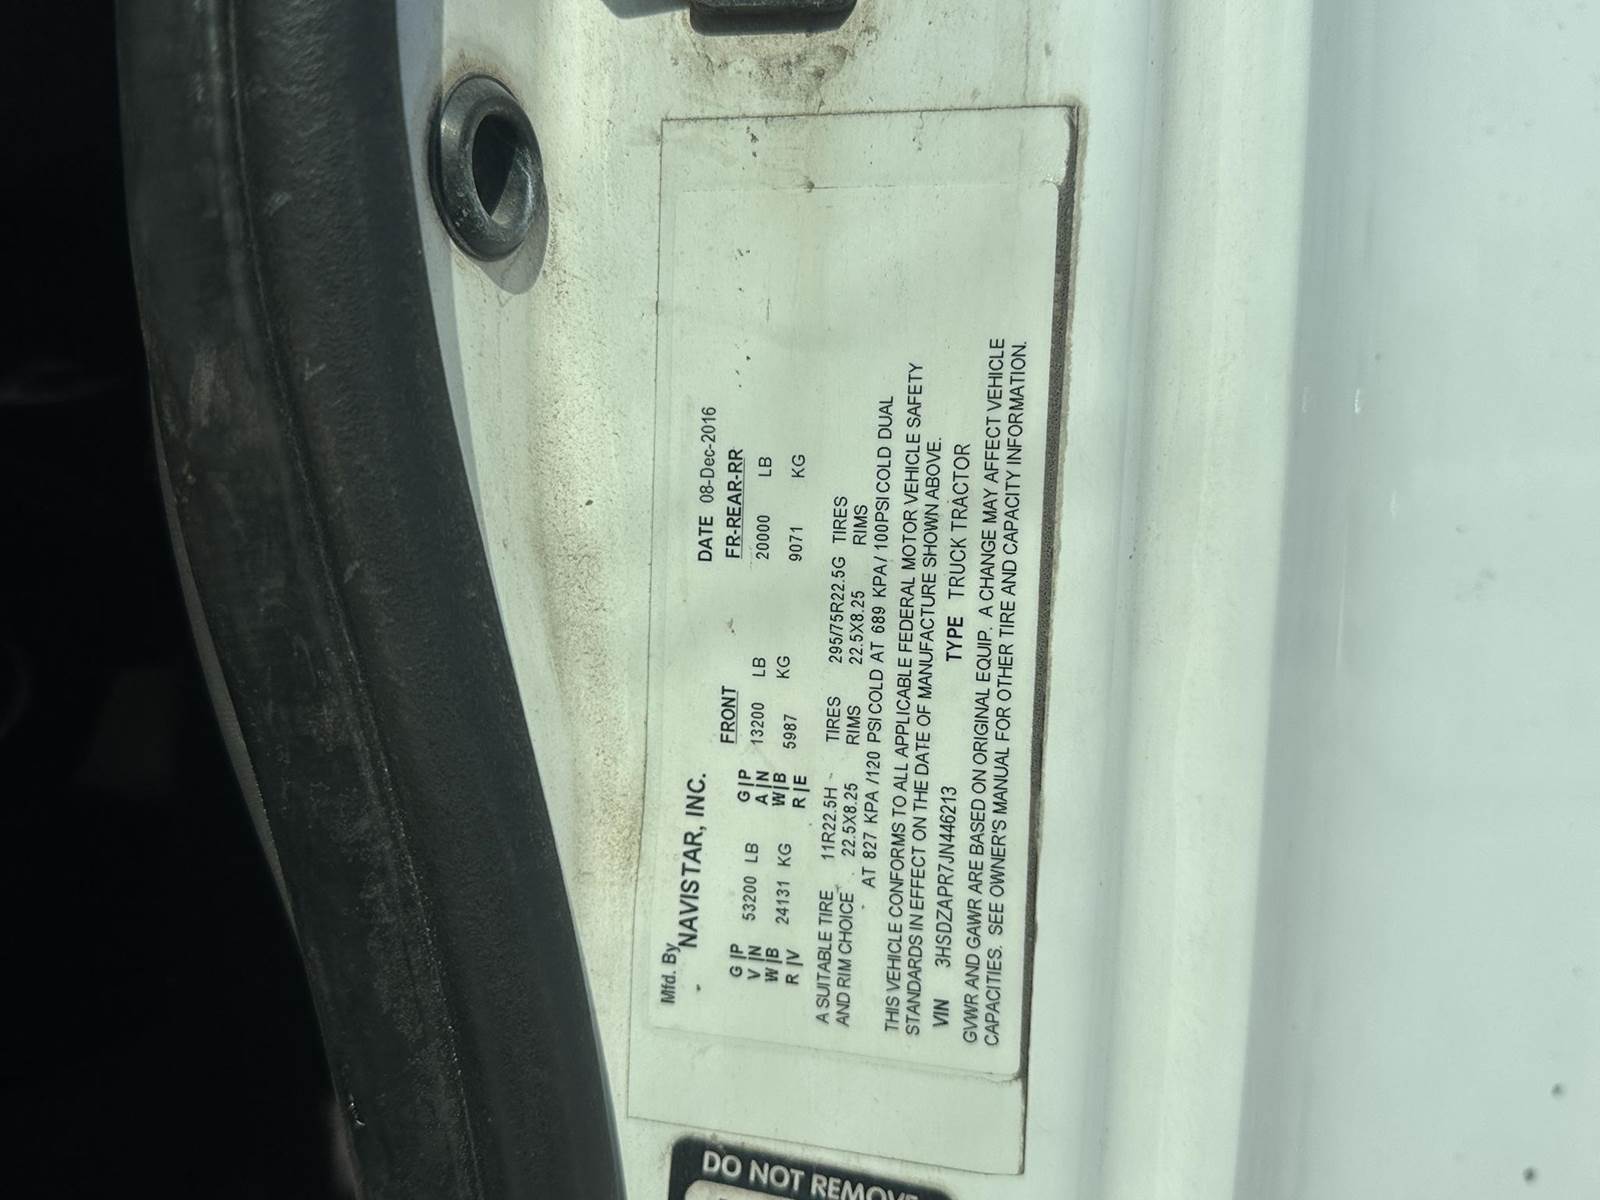 Mfd. By
NAVISTAR, INC.
DATE 08-Dec-2016
FRONT FR-REAR-RR
G|P 53200 LB G|P 13200 LB 20000 LB
V|N A|N
W|B 24131 KG W|B 5987 KG 9071 KG
R|V R|E
A SUITABLE TIRE 11R22.5H TIRES 295/75R22.5G TIRES
AND RIM CHOICE 22.5X8.25 RIMS 22.5X8.25 RIMS
AT 827 KPA /120 PSI COLD AT 689 KPA / 100PSI COLD DUAL
THIS VEHICLE CONFORMS TO ALL APPLICABLE FEDERAL MOTOR VEHICLE SAFETY
STANDARDS IN EFFECT ON THE DATE OF MANUFACTURE SHOWN ABOVE.
VIN 3HSDZAPR7JN446213 TYPE TRUCK TRACTOR
GVWR AND GAWR ARE BASED ON ORIGINAL EQUIP. A CHANGE MAY AFFECT VEHICLE
CAPACITIES. SEE OWNER'S MANUAL FOR OTHER TIRE AND CAPACITY INFORMATION.
DO NOT REMOVE